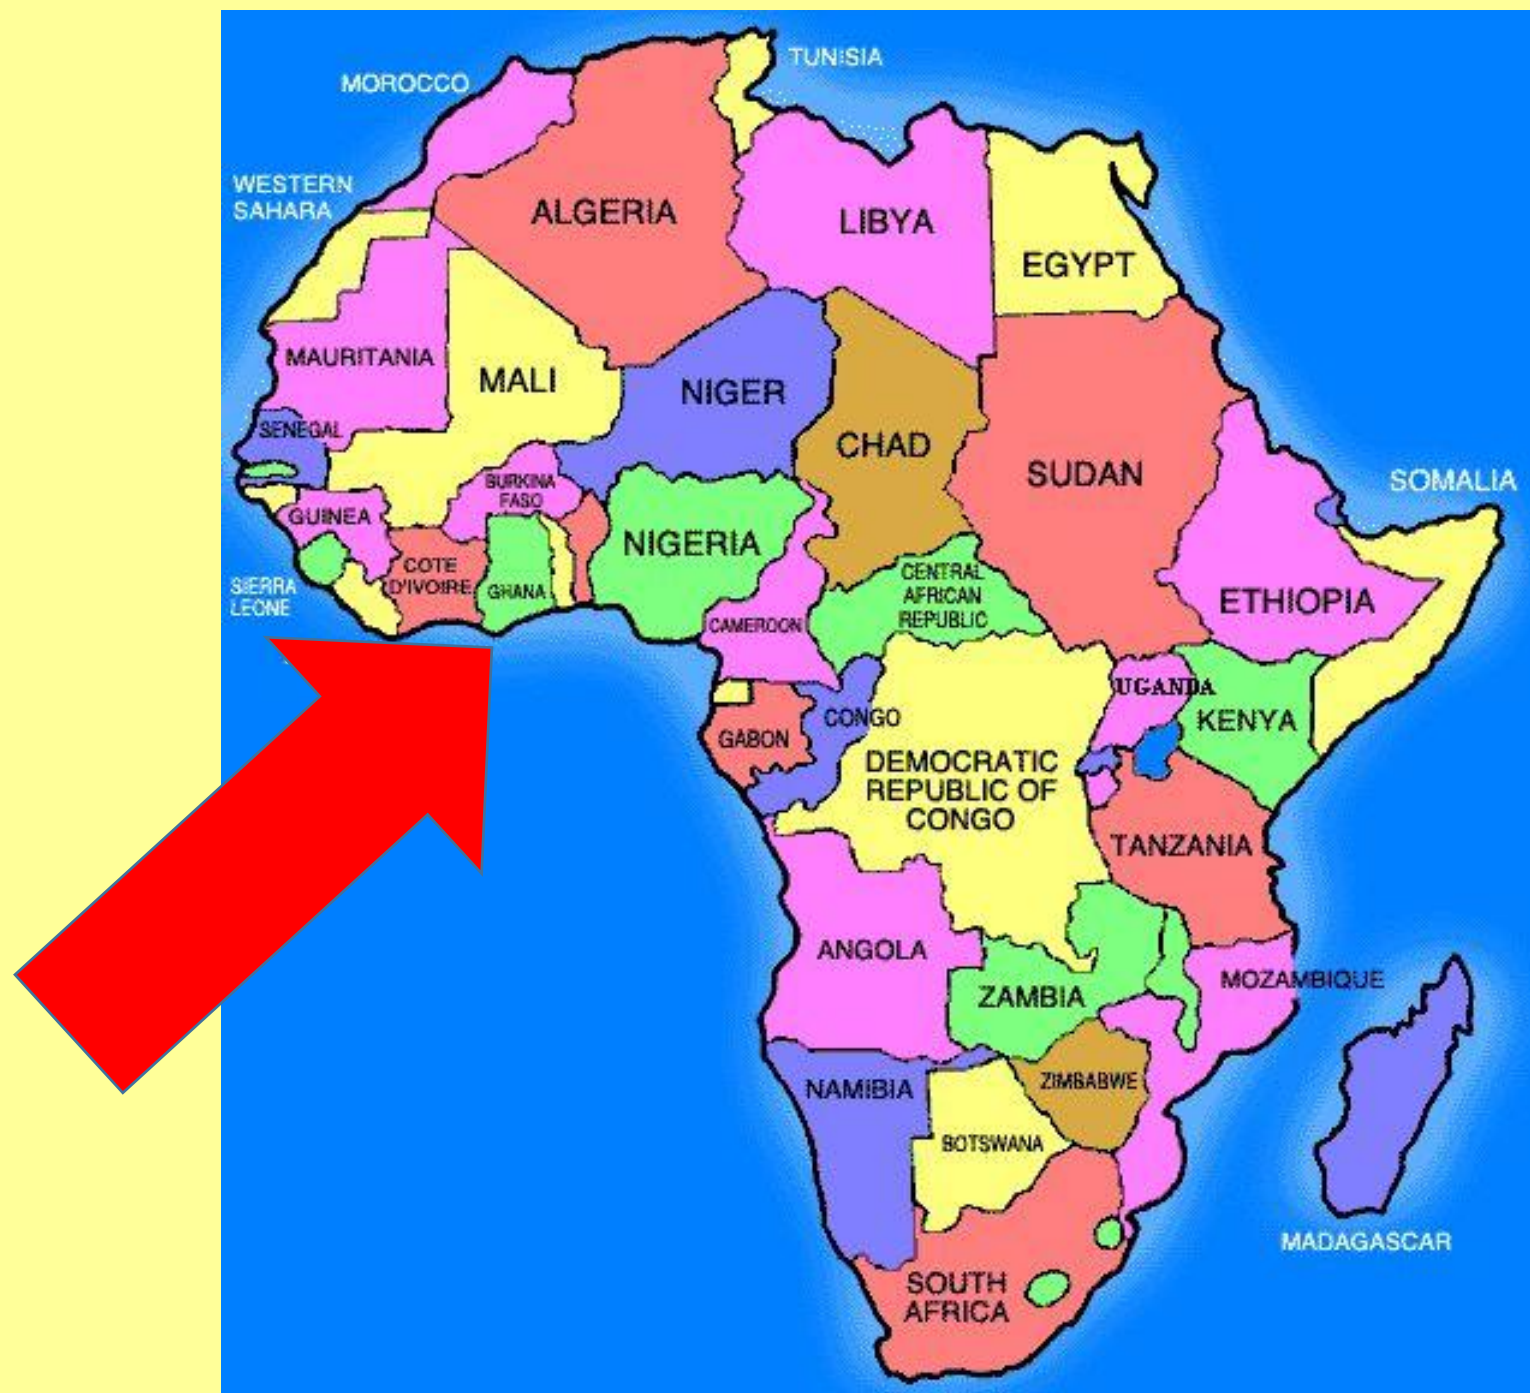 TUNISIA
MOROCCO
WESTERN
SAHARA
ALGERIA
LIBYA
EGYPT
MAURITANIA
MALI
NIGER
CHAD
SUDAN
SENEGAL
BURKINA
FASO
SOMALIA
GUINEA
NIGERIA
COTE
D'IVOIRE
GHANA
SIERRA
LEONE
CENTRAL
AFRICAN
REPUBLIC
ETHIOPIA
CAMEROON
UGANDA
KENYA
CONGO
GABON
DEMOCRATIC
REPUBLIC OF
CONGO
TANZANIA
ANGOLA
ZAMBIA
MOZAMBIQUE
NAMIBIA
ZIMBABWE
BOTSWANA
MADAGASCAR
SOUTH
AFRICA